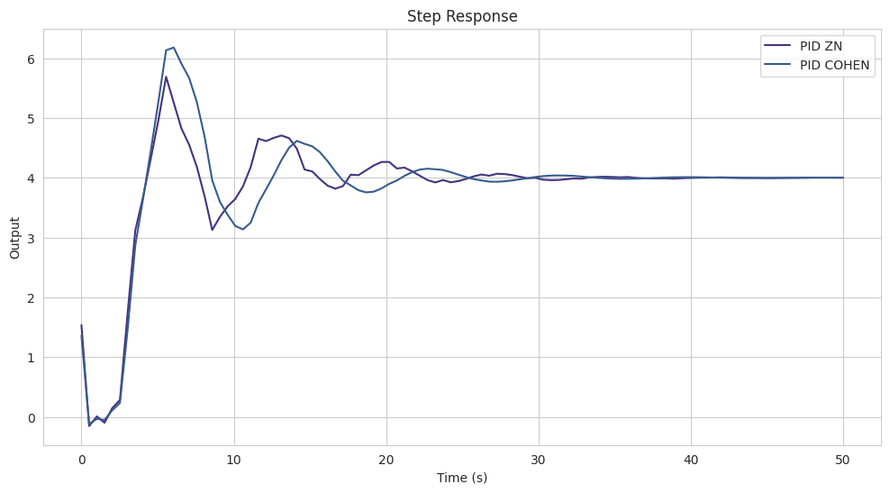 Step Response
PID ZN
PID COHEN
Output
6
5
4
3
2
1
0
0 10 20 30 40 50
Time (s)